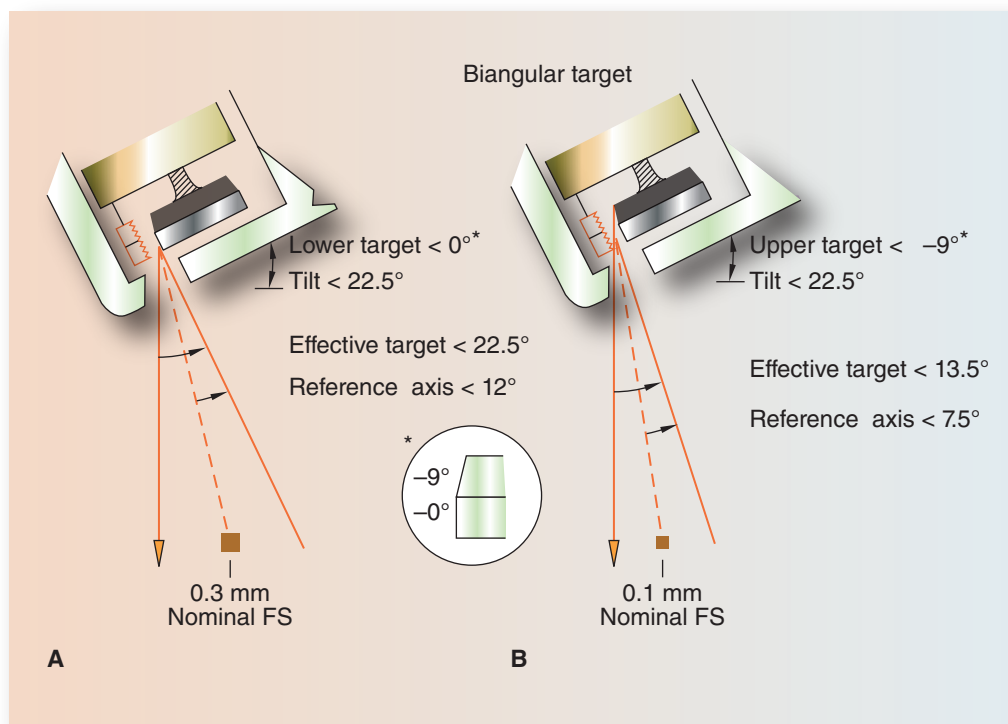 Biangular target
Lower target < 0°*
Tilt < 22.5°
Effective target < 22.5°
Reference axis < 12°
0.3 mm
Nominal FS
A
*
–9°
–0°
Upper target < –9°*
Tilt < 22.5°
Effective target < 13.5°
Reference axis < 7.5°
0.1 mm
Nominal FS
B